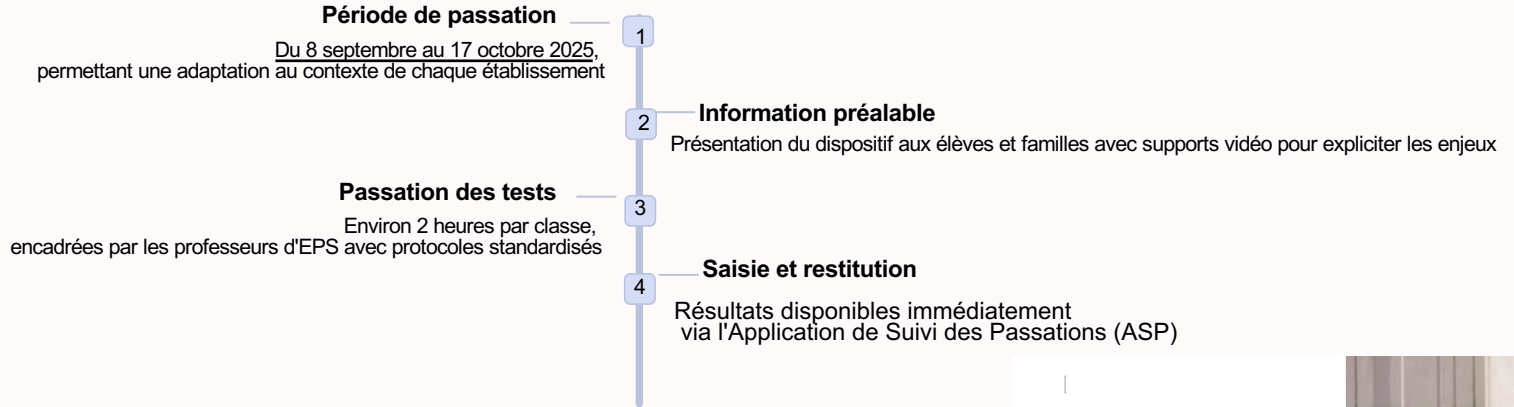 Période de passation
1
Du 8 septembre au 17 octobre 2025,
permettant une adaptation au contexte de chaque établissement
2
Information préalable
Présentation du dispositif aux élèves et familles avec supports vidéo pour expliciter les enjeux
Passation des tests
3
Environ 2 heures par classe,
encadrées par les professeurs d'EPS avec protocoles standardisés
4
Saisie et restitution
Résultats disponibles immédiatement
via l'Application de Suivi des Passations (ASP)